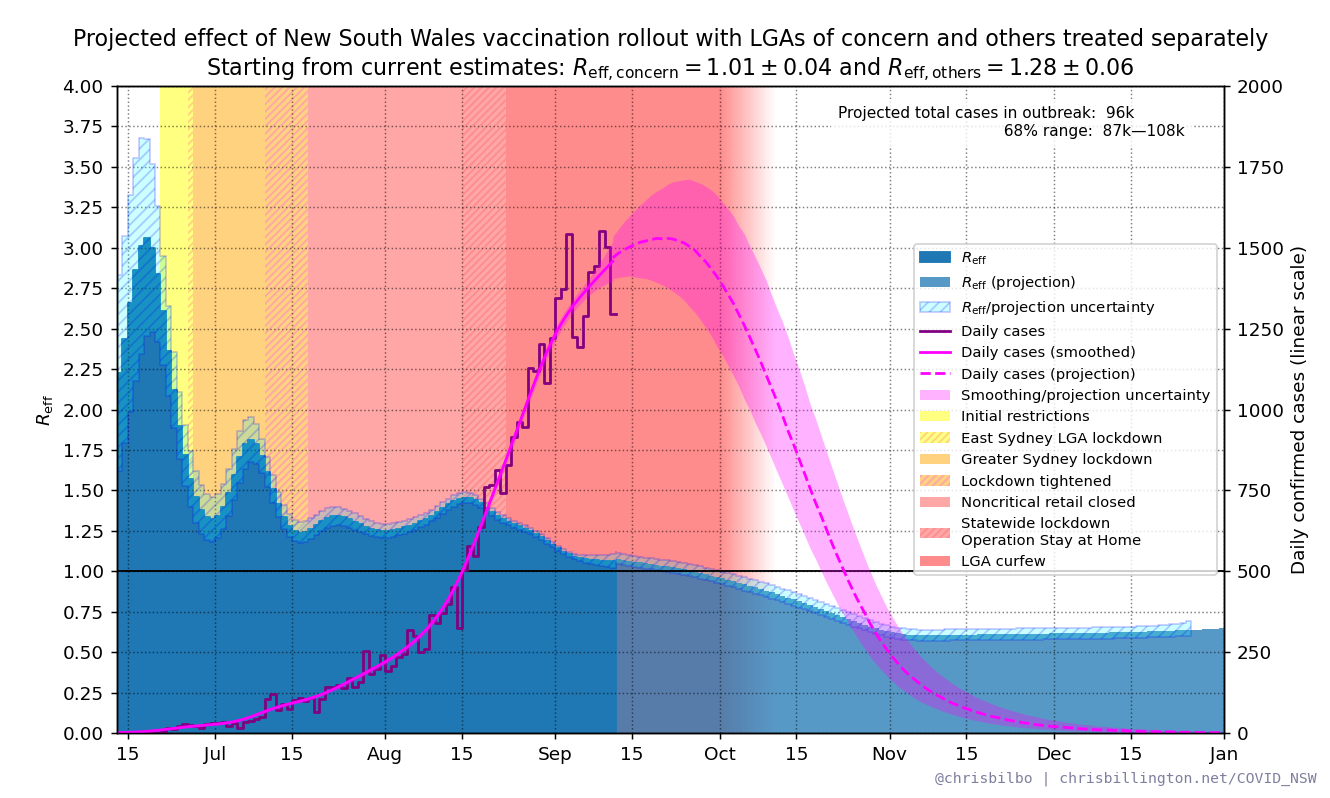 Projected effect of New South Wales vaccination rollout with LGAs of concern and others treated separately
Starting from current estimates: R_eff, concern = 1.01 ± 0.04 and R_eff, others = 1.28 ± 0.06
Projected total cases in outbreak: 96k
68% range: 87k—108k
4.00
3.75
3.50
3.25
3.00
2.75
2.50
2.25
2.00
1.75
1.50
1.25
1.00
0.75
0.50
0.25
0.00
R_eff
2000
1750
1500
1250
1000
750
500
250
0
Daily confirmed cases (linear scale)
R_eff
R_eff (projection)
R_eff/projection uncertainty
Daily cases
Daily cases (smoothed)
Daily cases (projection)
Smoothing/projection uncertainty
Initial restrictions
East Sydney LGA lockdown
Greater Sydney lockdown
Lockdown tightened
Noncritical retail closed
Statewide lockdown
Operation Stay at Home
LGA curfew
15 Jul 15 Aug 15 Sep 15 Oct 15 Nov 15 Dec 15 Jan
@chrisbilbo | chrisbillington.net/COVID_NSW